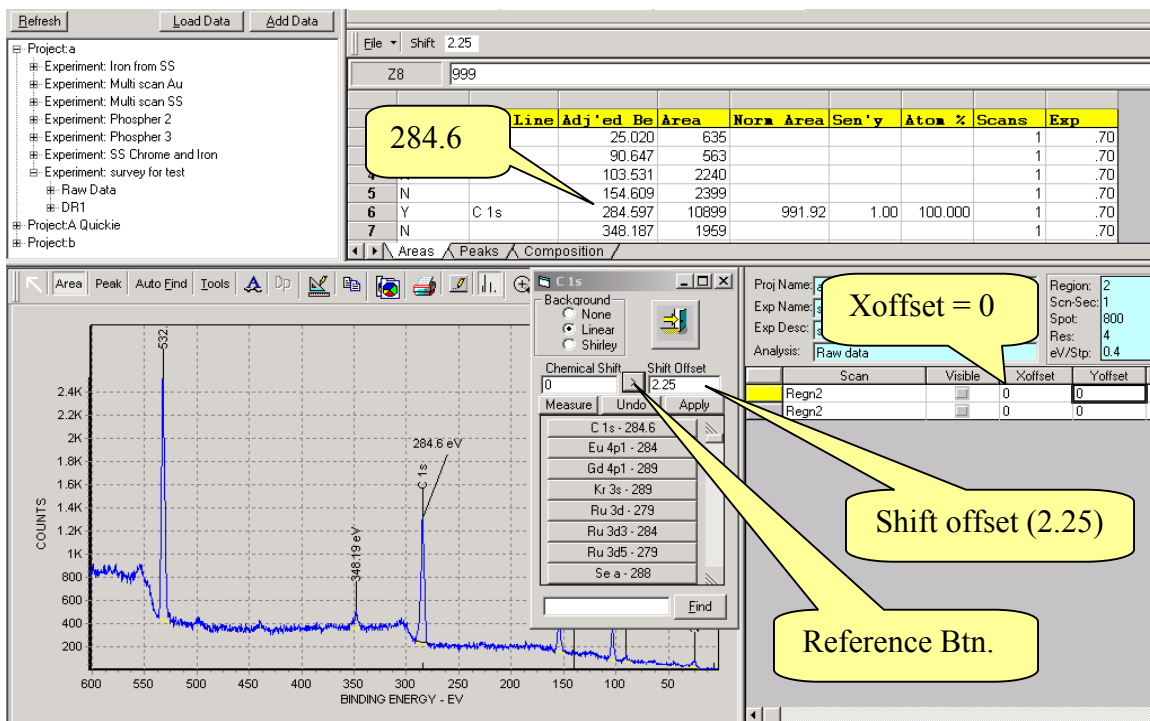 Refresh Load Data Add Data
Project:a
Experiment: Iron from SS
Experiment: Multi scan Au
Experiment: Multi scan SS
Experiment: Phospher 2
Experiment: Phospher 3
Experiment: SS Chrome and Iron
Experiment: survey for test
Raw Data
DR1
Project:A Quickie
Project:b
File Shift 2.25
Z8 999
Line Adj'ed Be Area Norm Area Sen'y Atom % Scans Exp
25.020 635 1 .70
90.647 563 1 .70
103.531 2240 1 .70
5 N 154.609 2399 1 .70
6 Y C 1s 284.597 10899 991.92 1.00 100.000 1 .70
7 N 348.187 1959 1 .70
Areas Peaks Composition
284.6
Area Peak Auto Find Tools A Dp
532
2.4K
2.2K
2K
1.8K
1.6K
1.4K
1.2K
1K
800
600
400
200
COUNTS
348.19 eV
C 1s
284.6 eV
600 550 500 450 400 350 300 250 200 150 100 50
BINDING ENERGY - EV
C 1s
Background
None
Linear
Shirley
Chemical Shift Shift Offset
0 > 2.25
Measure Undo Apply
C 1s - 284.6
Eu 4p1 - 284
Gd 4p1 - 289
Kr 3s - 289
Ru 3d - 279
Ru 3d3 - 284
Ru 3d5 - 279
Se a - 288
Find
Proj Name:
Exp Name:
Exp Desc:
Analysis: Raw data
Region: 2
Scn-Sec: 1
Spot: 800
Res: 4
eV/Stp: 0.4
Xoffset = 0
Scan Visible Xoffset Yoffset
Regn2 0 0
Regn2 0 0
Shift offset (2.25)
Reference Btn.